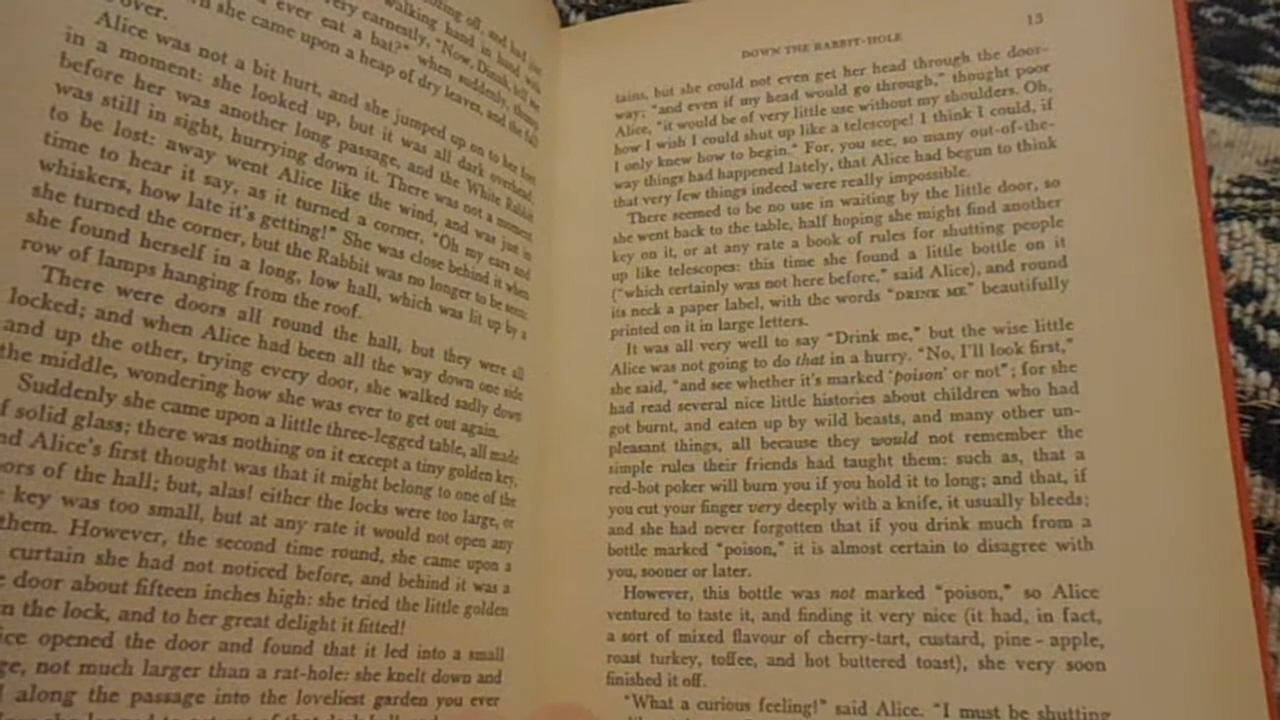 over.
Alice was not a bit hurt, and she jumped up on to her feet
in a moment: she looked up, but it was all dark overhead;
before her was another long passage, and the White Rabbit
was still in sight, hurrying down it. There was not a moment
to be lost: away went Alice like the wind, and was just in
time to hear it say, as it turned a corner, "Oh my ears and
whiskers, how late it's getting!" She was close behind it when
she turned the corner, but the Rabbit was no longer to be seen:
she found herself in a long, low hall, which was lit up by a
row of lamps hanging from the roof.
There were doors all round the hall, but they were all
locked; and when Alice had been all the way down one side
and up the other, trying every door, she walked sadly down
the middle, wondering how she was ever to get out again.
Suddenly she came upon a little three-legged table, all made
of solid glass; there was nothing on it except a tiny golden key,
Alice's first thought was that it might belong to one of the
of the hall; but, alas! either the locks were too large, or
key was too small, but at any rate it would not open any
them. However, the second time round, she came upon a
curtain she had not noticed before, and behind it was a
door about fifteen inches high: she tried the little golden
the lock, and to her great delight it fitted!
opened the door and found that it led into a small
not much larger than a rat-hole: she knelt down and
along the passage into the loveliest garden you ever
DOWN THE RABBIT-HOLE 13
tains, but she could not even get her head through the door-
way; "and even if my head would go through," thought poor
Alice, "it would be of very little use without my shoulders. Oh,
how I wish I could shut up like a telescope! I think I could, if
I only knew how to begin." For, you see, so many out-of-the-
way things had happened lately, that Alice had begun to think
that very few things indeed were really impossible.
There seemed to be no use in waiting by the little door, so
she went back to the table, half hoping she might find another
key on it, or at any rate a book of rules for shutting people
up like telescopes: this time she found a little bottle on it
("which certainly was not here before," said Alice), and round
its neck a paper label, with the words "DRINK ME" beautifully
printed on it in large letters.
It was all very well to say "Drink me," but the wise little
Alice was not going to do that in a hurry. "No, I'll look first,"
she said, "and see whether it's marked 'poison' or not"; for she
had read several nice little histories about children who had
got burnt, and eaten up by wild beasts, and many other un-
pleasant things, all because they would not remember the
simple rules their friends had taught them: such as, that a
red-hot poker will burn you if you hold it to long; and that, if
you cut your finger very deeply with a knife, it usually bleeds;
and she had never forgotten that if you drink much from a
bottle marked "poison," it is almost certain to disagree with
you, sooner or later.
However, this bottle was not marked "poison," so Alice
ventured to taste it, and finding it very nice (it had, in fact,
a sort of mixed flavour of cherry-tart, custard, pine-apple,
roast turkey, toffee, and hot buttered toast), she very soon
finished it off.
"What a curious feeling!" said Alice. "I must be shutting